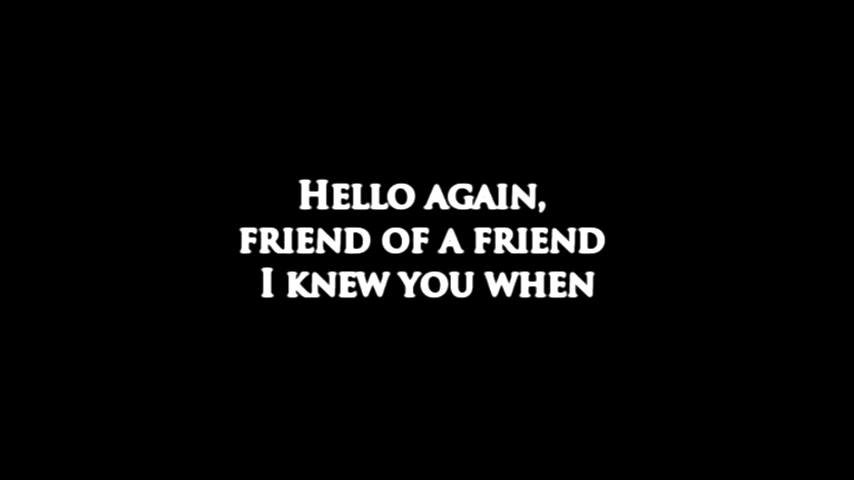 Hello again,
friend of a friend
I knew you when